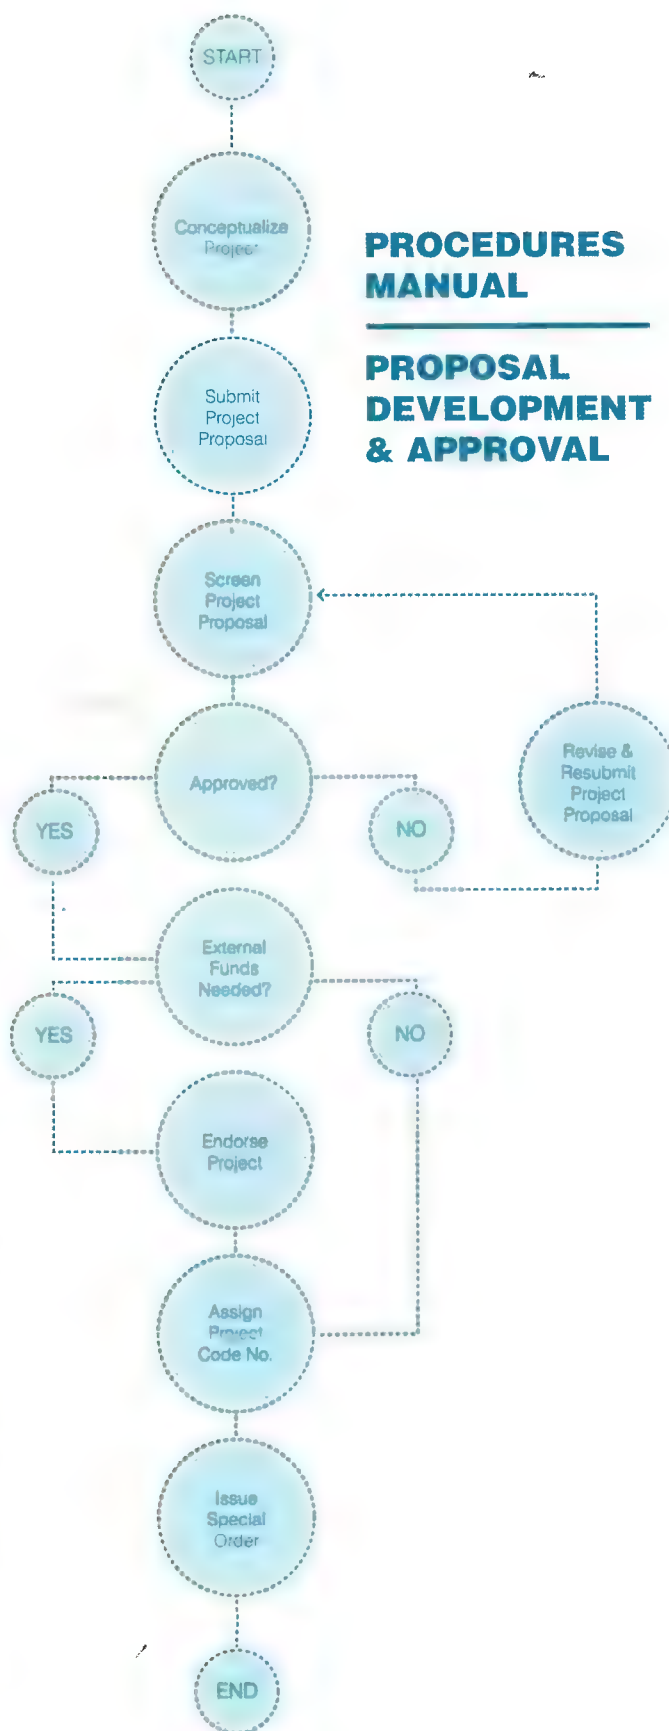 START
Conceptualize
Project
PROCEDURES
MANUAL
PROPOSAL
DEVELOPMENT
& APPROVAL
Submit
Project
Proposal
Screen
Project
Proposal
Approved?
Revise &
Resubmit
Project
Proposal
YES
NO
External
Funds
Needed?
YES
NO
Endorse
Project
Assign
Project
Code No.
Issue
Special
Order
END